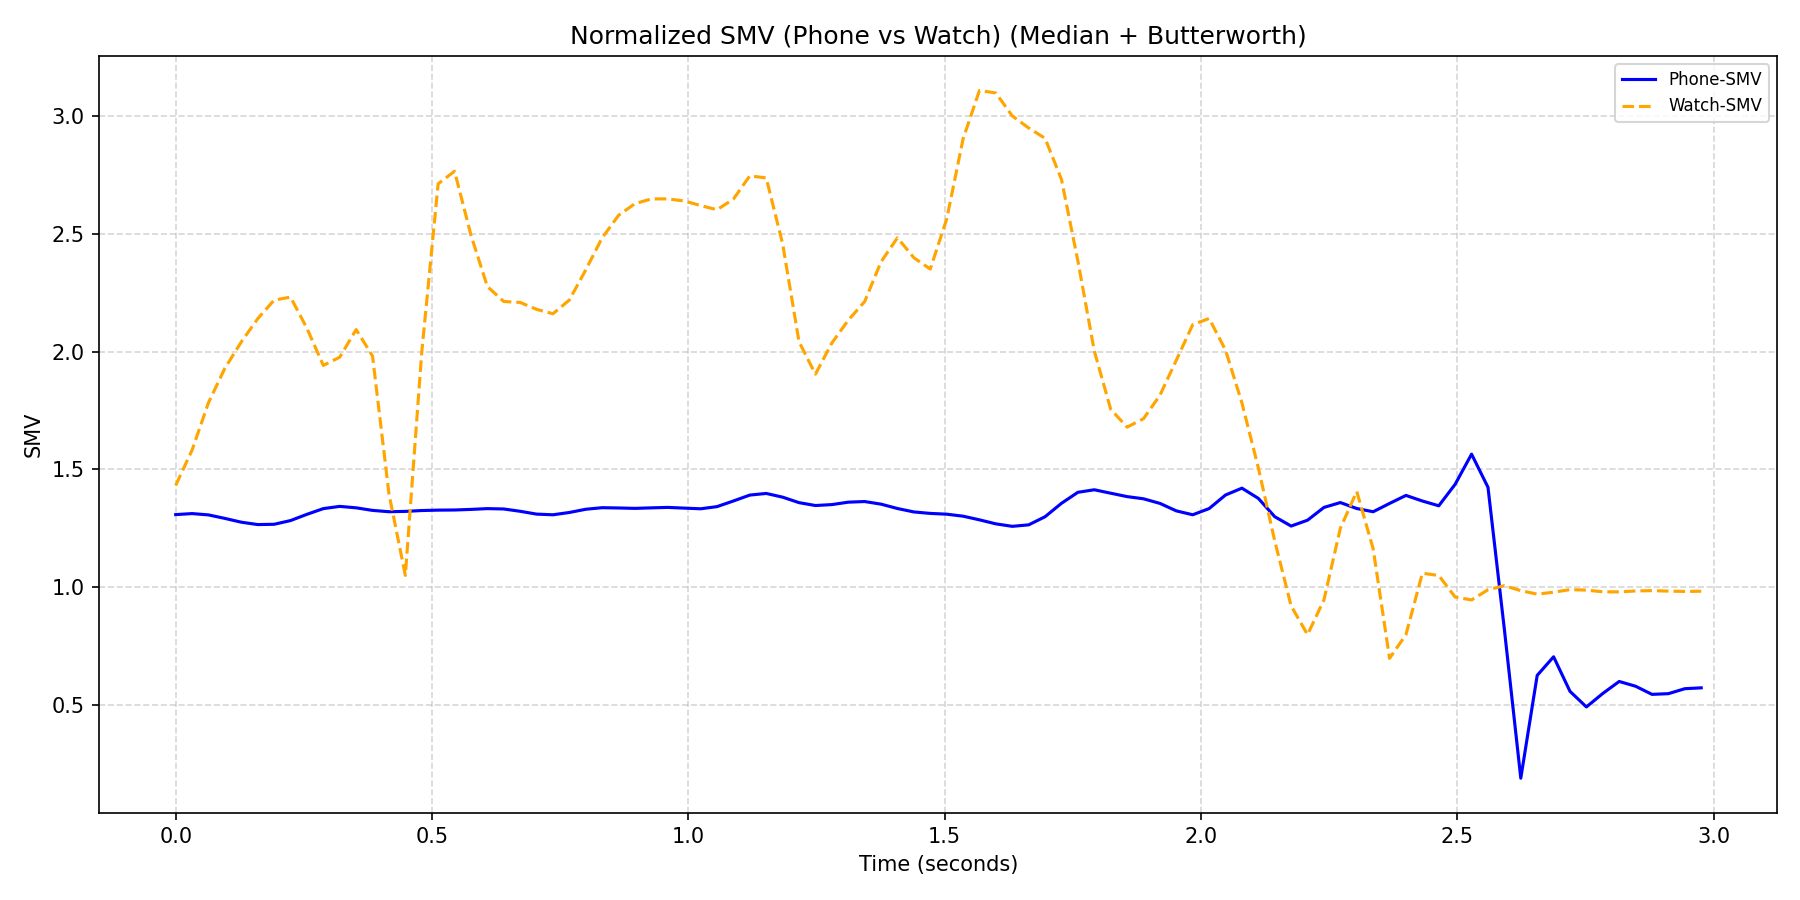 Normalized SMV (Phone vs Watch) (Median + Butterworth)
Phone-SMV
Watch-SMV
SMV
3.0
2.5
2.0
1.5
1.0
0.5
0.0 0.5 1.0 1.5 2.0 2.5 3.0
Time (seconds)